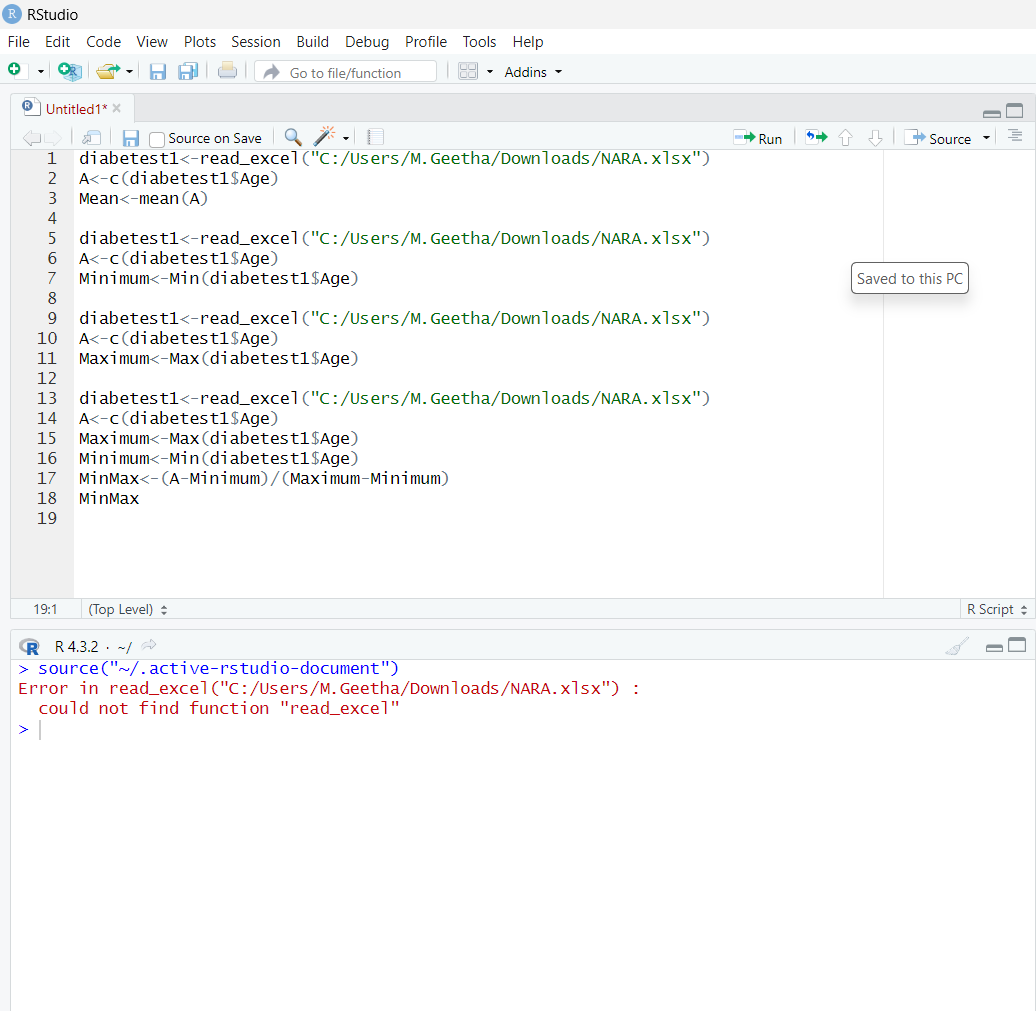 RStudio
File Edit Code View Plots Session Build Debug Profile Tools Help
Go to file/function Addins
Untitled1*
Source on Save Run Source
1 diabetest1<-read_excel("C:/Users/M.Geetha/Downloads/NARA.xlsx")
2 A<-c(diabetest1$Age)
3 Mean<-mean(A)
4
5 diabetest1<-read_excel("C:/Users/M.Geetha/Downloads/NARA.xlsx")
6 A<-c(diabetest1$Age)
7 Minimum<-Min(diabetest1$Age)
Saved to this PC
8
9 diabetest1<-read_excel("C:/Users/M.Geetha/Downloads/NARA.xlsx")
10 A<-c(diabetest1$Age)
11 Maximum<-Max(diabetest1$Age)
12
13 diabetest1<-read_excel("C:/Users/M.Geetha/Downloads/NARA.xlsx")
14 A<-c(diabetest1$Age)
15 Maximum<-Max(diabetest1$Age)
16 Minimum<-Min(diabetest1$Age)
17 MinMax<-(A-Minimum)/(Maximum-Minimum)
18 MinMax
19
19:1 (Top Level) R Script
R 4.3.2 · ~/
> source("~/.active-rstudio-document")
Error in read_excel("C:/Users/M.Geetha/Downloads/NARA.xlsx") :
could not find function "read_excel"
>